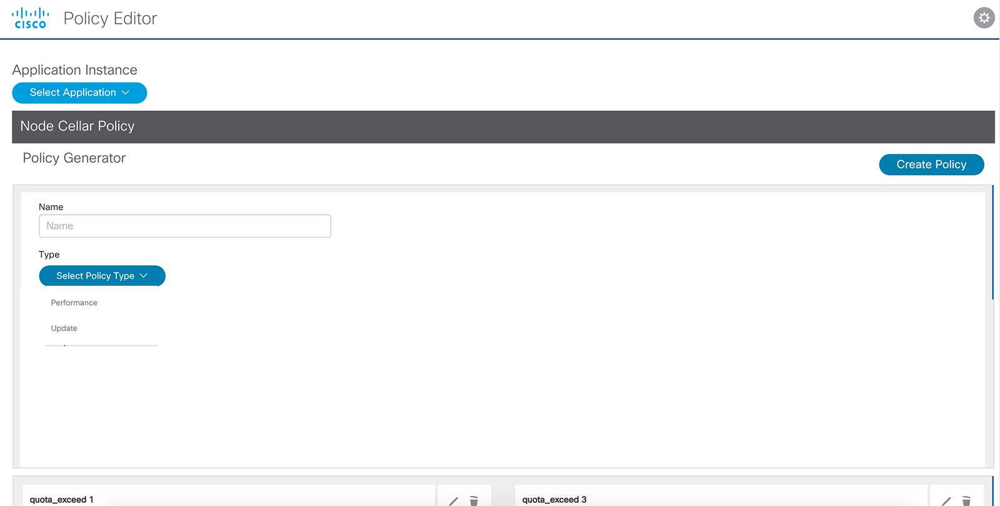 CISCO
Policy Editor
Application Instance
Select Application
Node Cellar Policy
Policy Generator
Create Policy
Name
Name
Type
Select Policy Type
Performance
Update
quota_exceed 1
quota_exceed 3